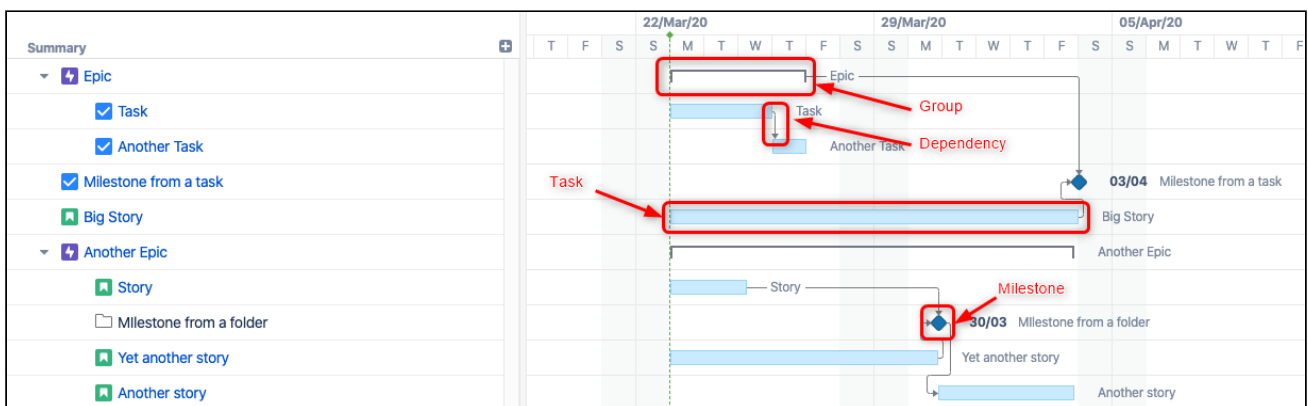 22/Mar/20 29/Mar/20 05/Apr/20
Summary T F S S M T W T F S S M T W T F S S M T W T F
Epic Epic
Group
Task Task
Another Task Another Task Dependency
Milestone from a task Task 03/04 Milestone from a task
Big Story Big Story
Another Epic Another Epic
Story Story Milestone
MIlestone from a folder 30/03 MIlestone from a folder
Yet another story Yet another story
Another story Another story